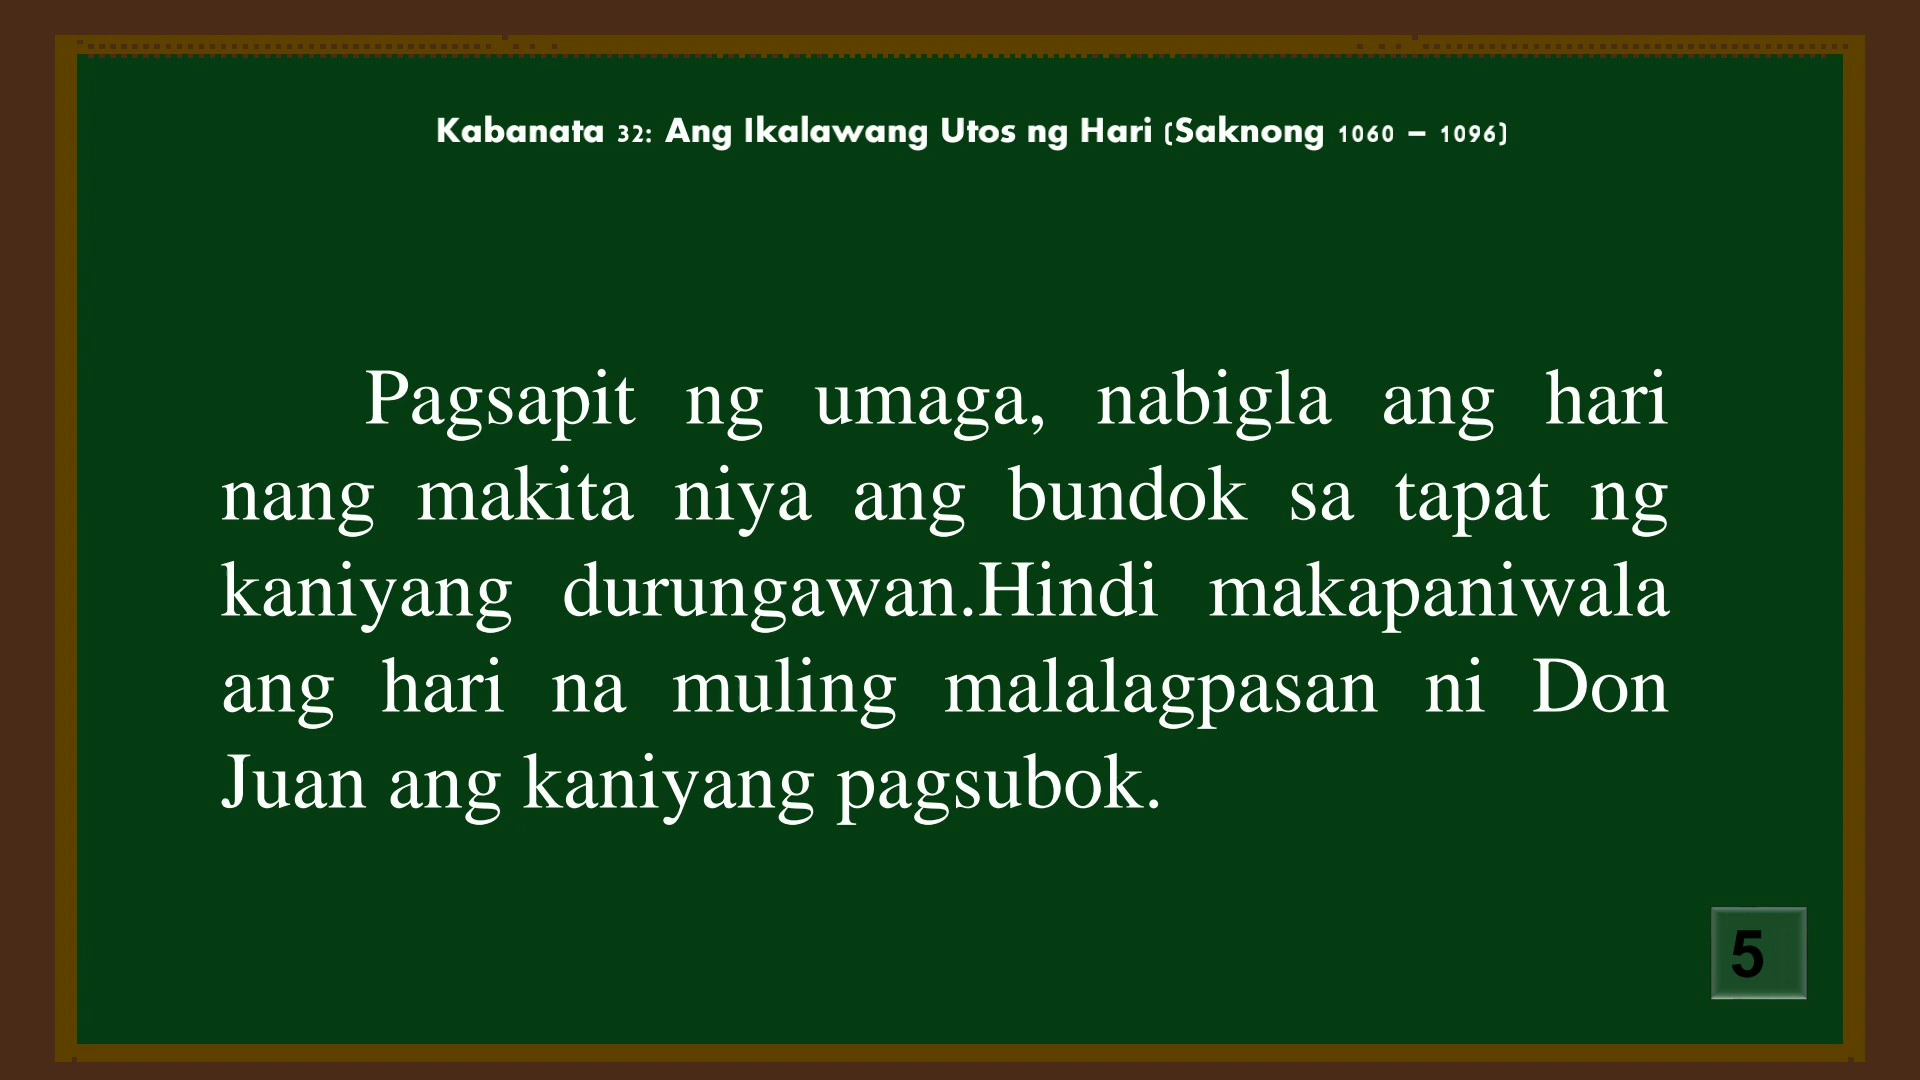 Kabanata 32: Ang Ikalawang Utos ng Hari (Saknong 1060 – 1096)
Pagsapit ng umaga, nabigla ang hari
nang makita niya ang bundok sa tapat ng
kaniyang durungawan.Hindi makapaniwala
ang hari na muling malalagpasan ni Don
Juan ang kaniyang pagsubok.
5